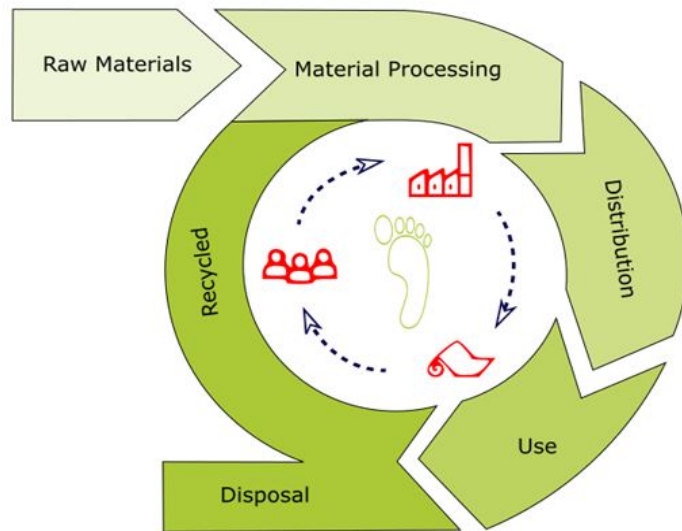 Raw Materials
Material Processing
Distribution
Use
Disposal
Recycled